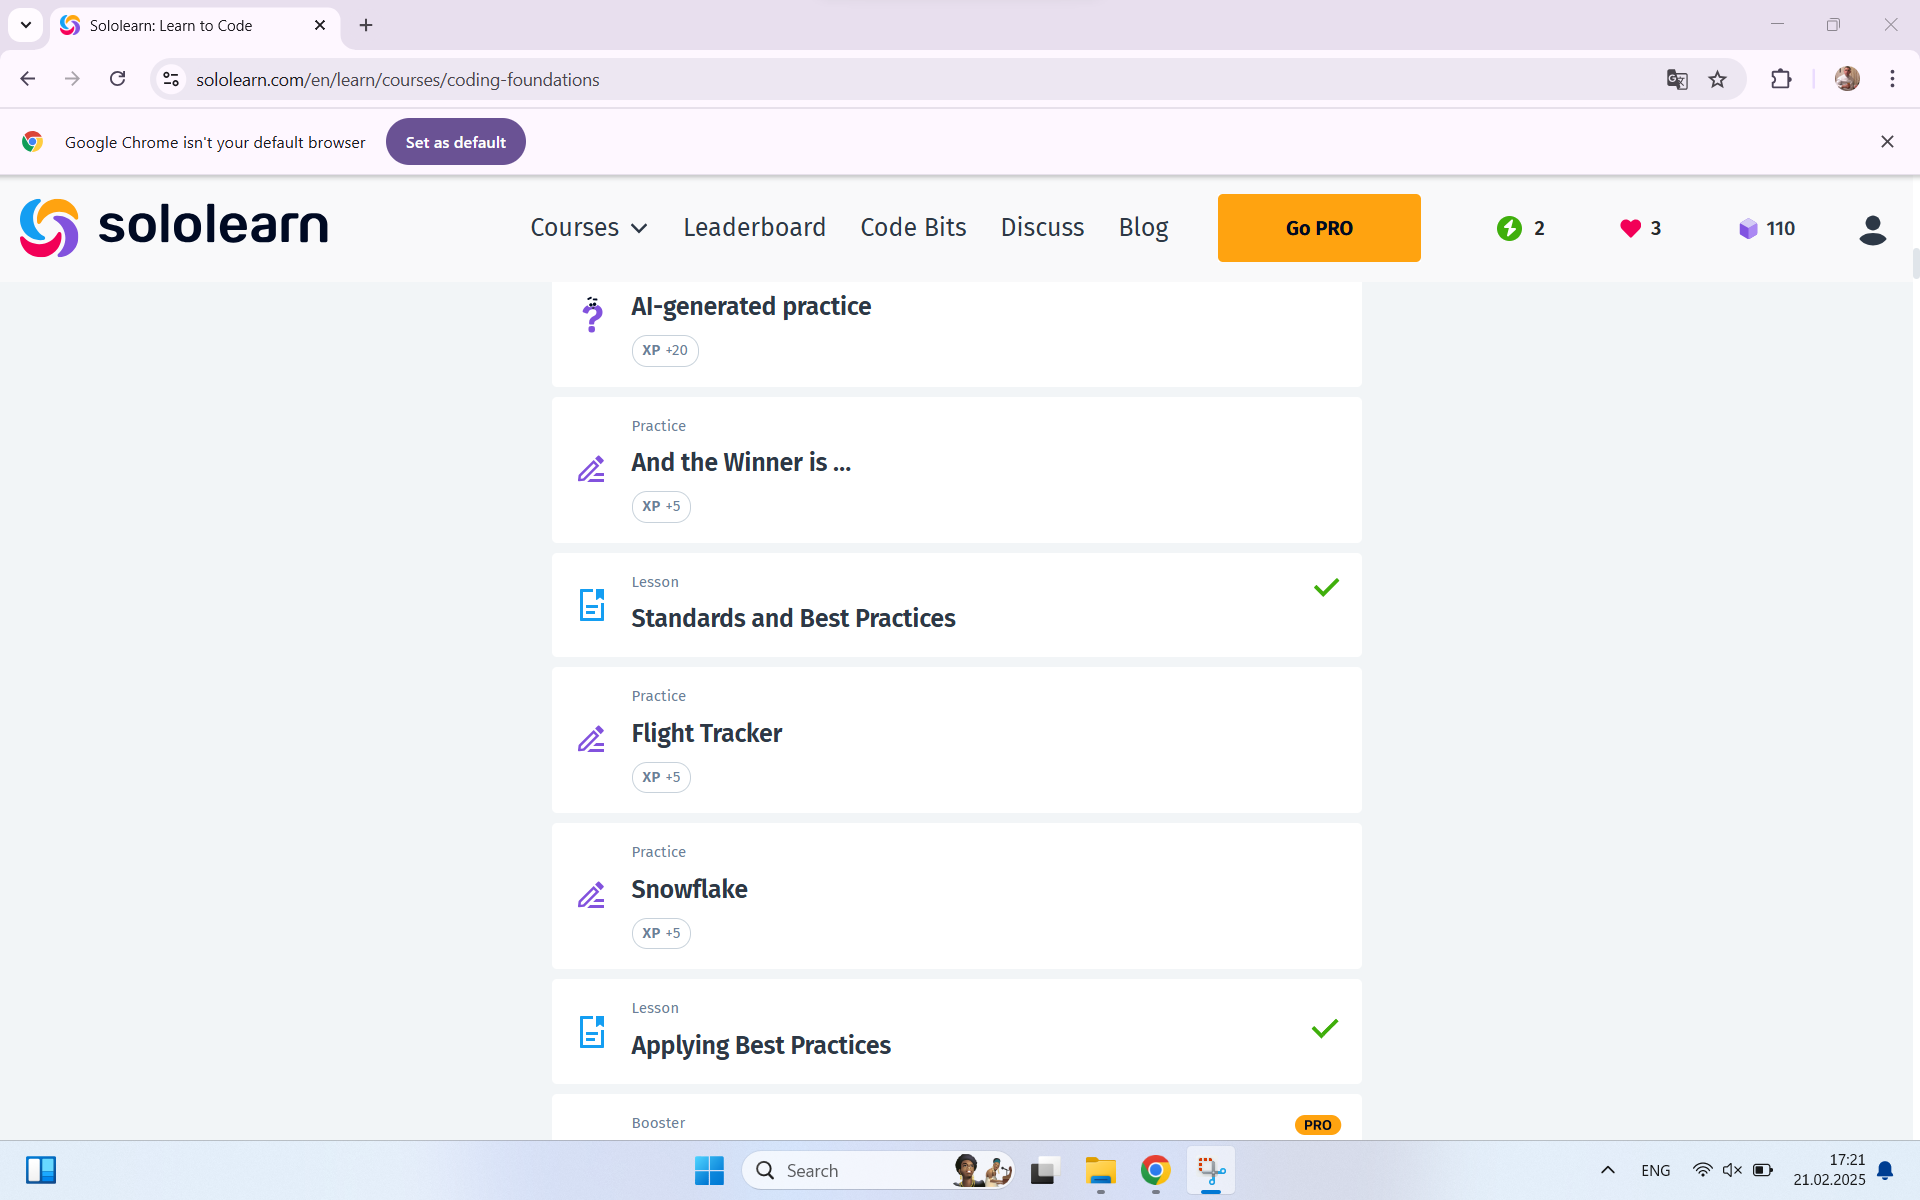 Sololearn: Learn to Code
sololearn.com/en/learn/courses/coding-foundations
Google Chrome isn't your default browser
Set as default
sololearn
Courses
Leaderboard
Code Bits
Discuss
Blog
Go PRO
2
3
110
AI-generated practice
XP +20
Practice
And the Winner is ...
XP +5
Lesson
Standards and Best Practices
Practice
Flight Tracker
XP +5
Practice
Snowflake
XP +5
Lesson
Applying Best Practices
Booster
PRO
Search
ENG
17:21
21.02.2025